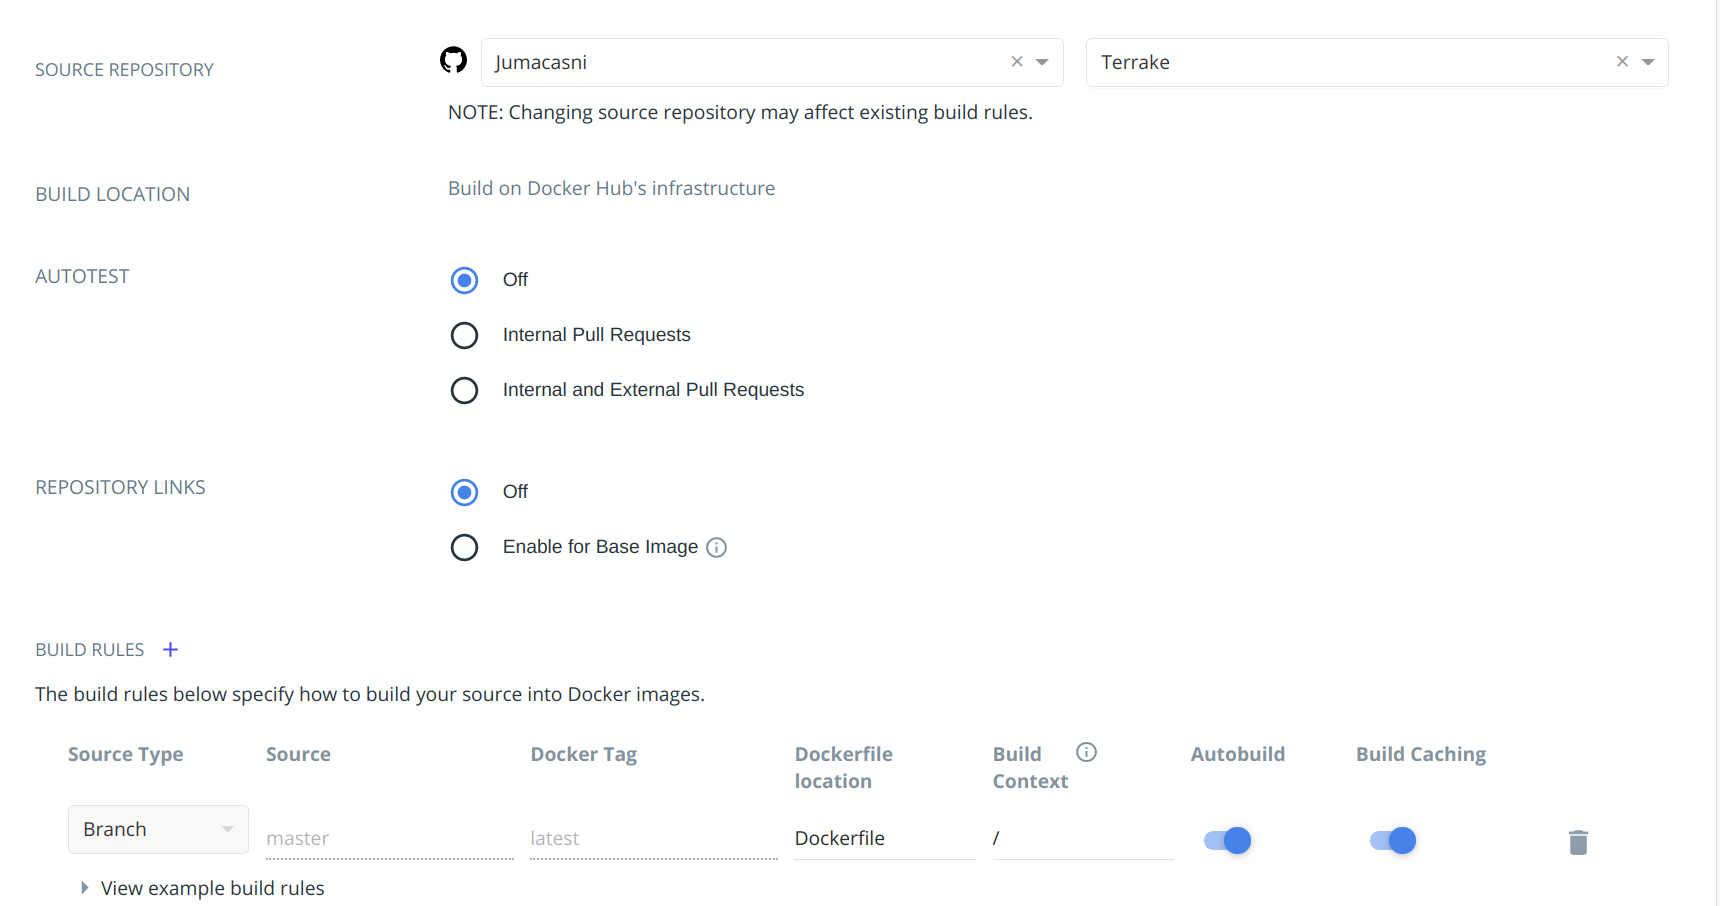 SOURCE REPOSITORY
Jumacasni
Terrake
NOTE: Changing source repository may affect existing build rules.
BUILD LOCATION
Build on Docker Hub's infrastructure
AUTOTEST
Off
Internal Pull Requests
Internal and External Pull Requests
REPOSITORY LINKS
Off
Enable for Base Image
BUILD RULES +
The build rules below specify how to build your source into Docker images.
Source Type
Source
Docker Tag
Dockerfile
location
Build
Context
Autobuild
Build Caching
Branch
master
latest
Dockerfile
/
View example build rules